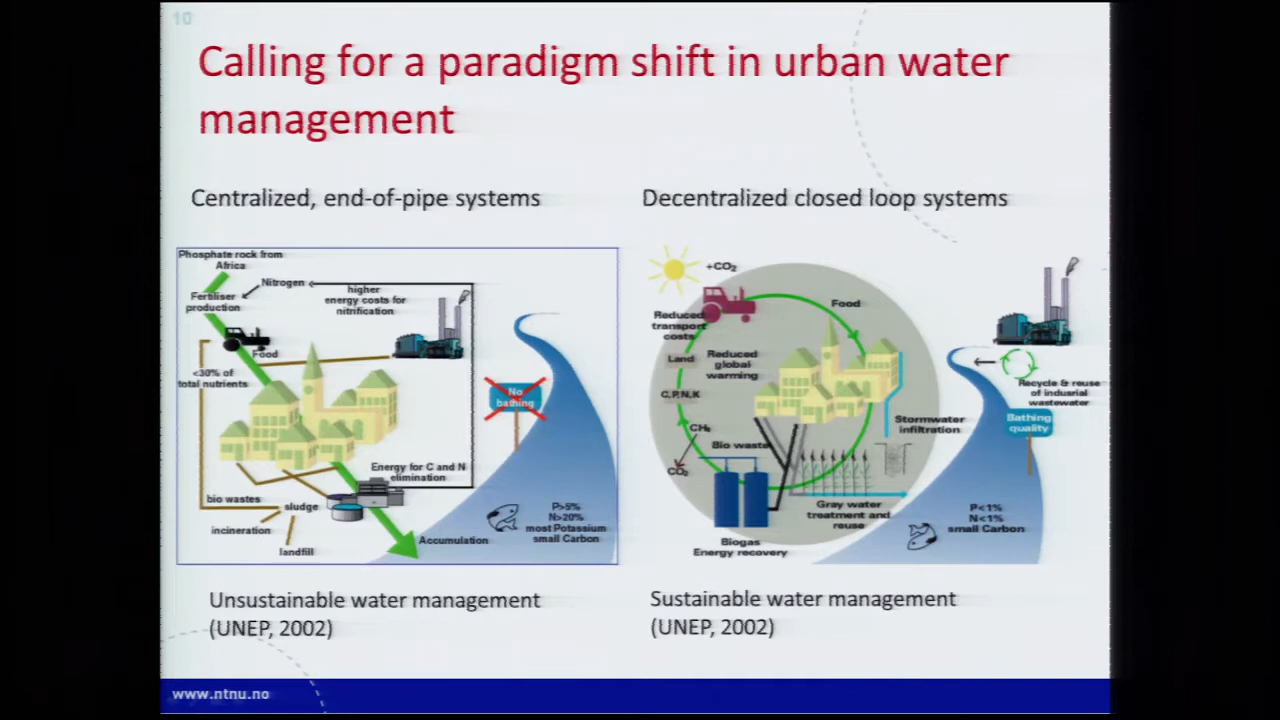 10
Calling for a paradigm shift in urban water
management
Centralized, end-of-pipe systems
Phosphate rock from
Africa
Nitrogen
higher
energy costs for
nitrification
Fertiliser
production
Food
<30% of
total nutrients
No
bathing
Energy for C and N
elimination
bio wastes
sludge
incineration
landfill
Accumulation
P>5%
N>20%
most Potassium
small Carbon
Unsustainable water management
(UNEP, 2002)
Decentralized closed loop systems
+CO₂
Food
Reduced
transport
costs
Land
Reduced
global
warming
C,P,N,K
CH₄
CO₂
Bio waste
Stormwater
infiltration
Gray water
treatment and
reuse
Biogas
Energy recovery
Recycle & reuse
of indusrial
wastewater
Bathing
quality
P<1%
N<1%
small Carbon
Sustainable water management
(UNEP, 2002)
www.ntnu.no